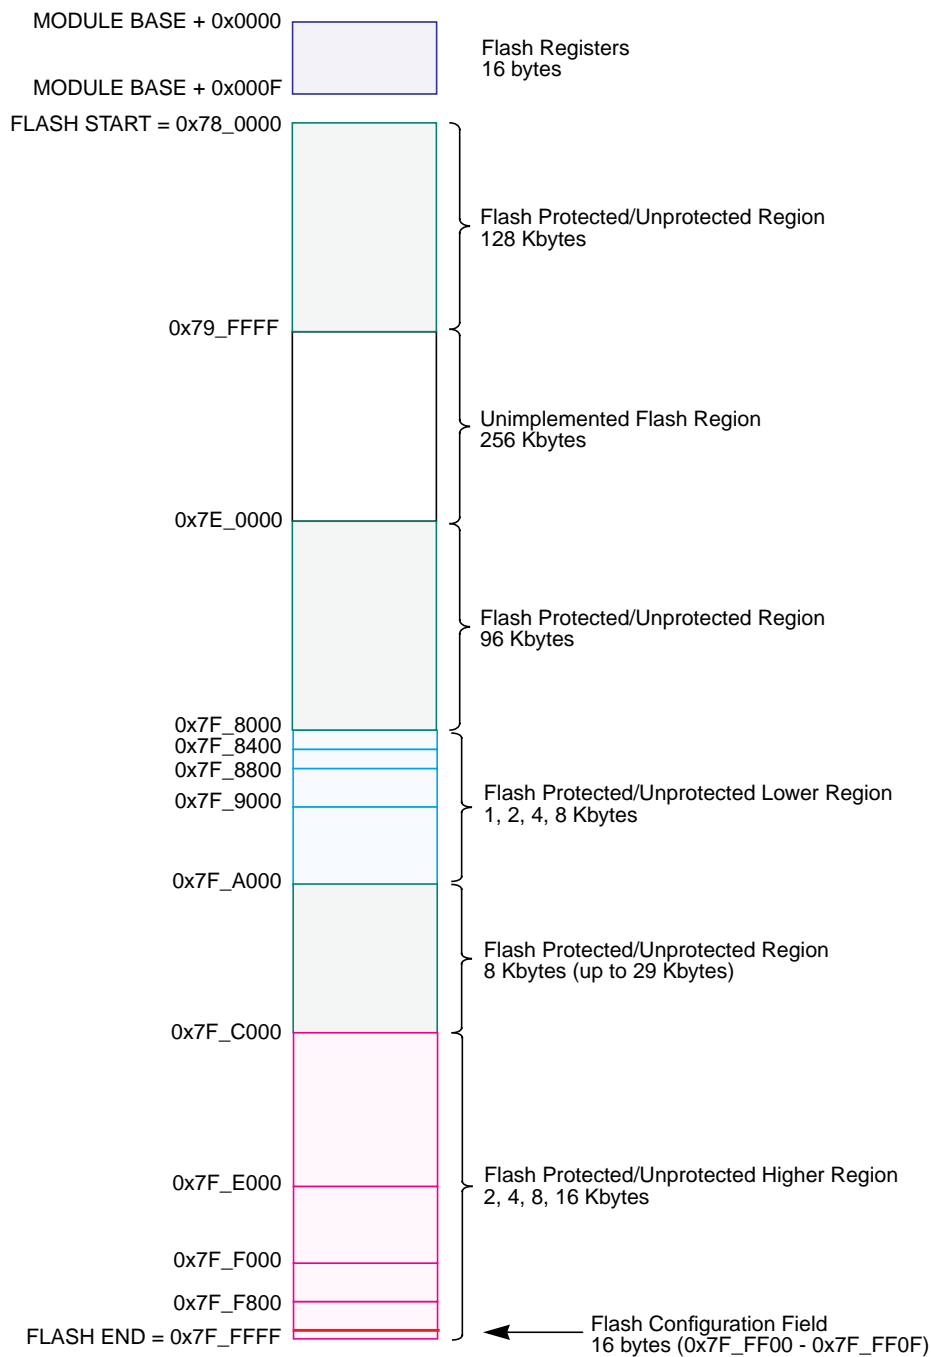 MODULE BASE + 0x0000
Flash Registers
16 bytes
MODULE BASE + 0x000F
FLASH START = 0x78_0000
Flash Protected/Unprotected Region
128 Kbytes
0x79_FFFF
Unimplemented Flash Region
256 Kbytes
0x7E_0000
Flash Protected/Unprotected Region
96 Kbytes
0x7F_8000
0x7F_8400
0x7F_8800
0x7F_9000
Flash Protected/Unprotected Lower Region
1, 2, 4, 8 Kbytes
0x7F_A000
Flash Protected/Unprotected Region
8 Kbytes (up to 29 Kbytes)
0x7F_C000
Flash Protected/Unprotected Higher Region
2, 4, 8, 16 Kbytes
0x7F_E000
0x7F_F000
0x7F_F800
FLASH END = 0x7F_FFFF
Flash Configuration Field
16 bytes (0x7F_FF00 - 0x7F_FF0F)